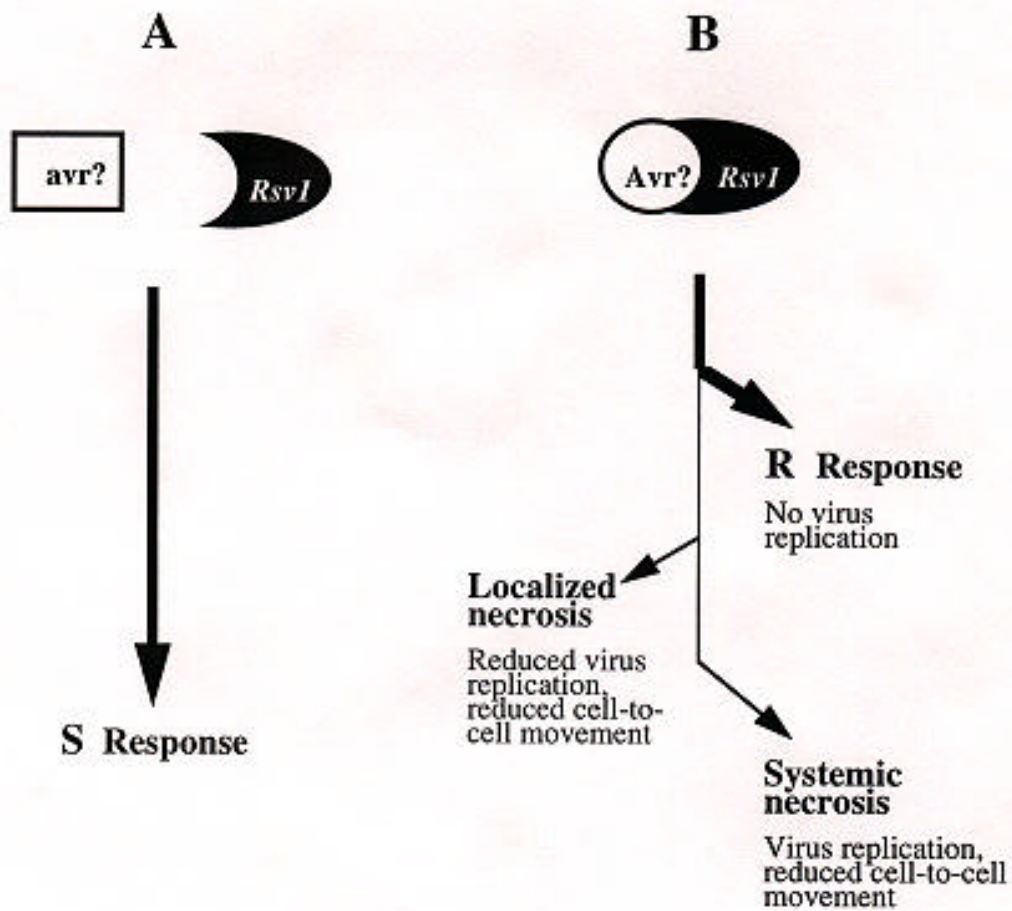 A
avr?
Rsv1
S Response
B
Avr?
Rsv1
R Response
No virus
replication
Localized
necrosis
Reduced virus
replication,
reduced cell-to-
cell movement
Systemic
necrosis
Virus replication,
reduced cell-to-cell
movement